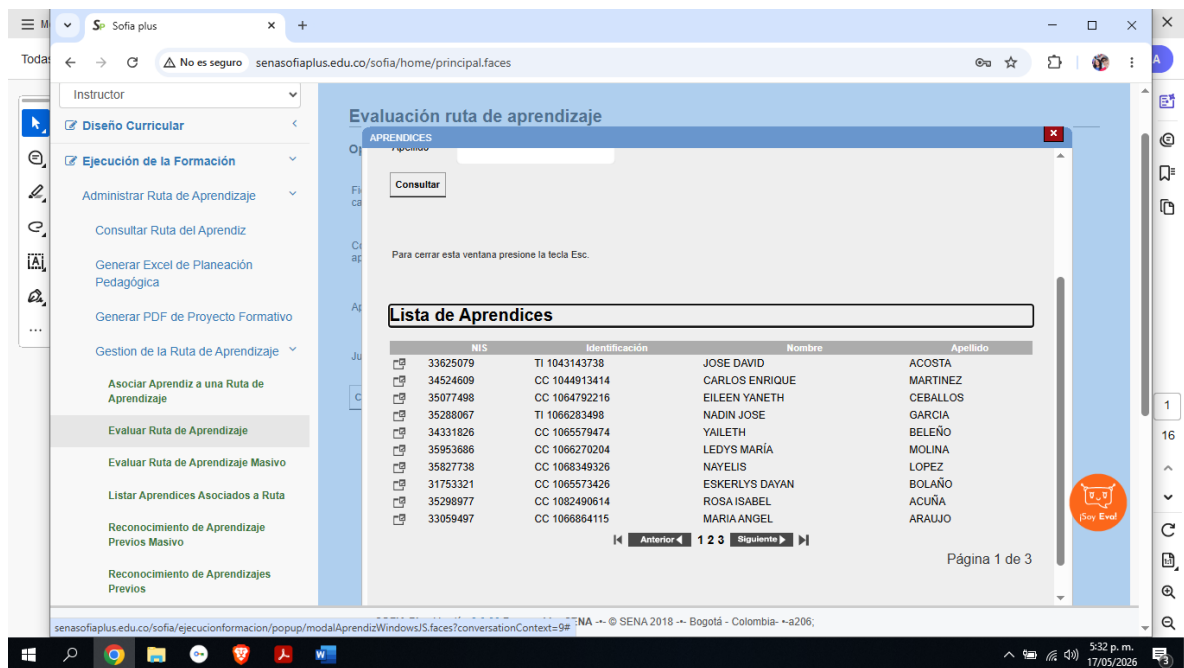 Sofia plus
No es seguro senasofiaplus.edu.co/sofia/home/principal.faces
Instructor
Diseño Curricular
Ejecución de la Formación
Administrar Ruta de Aprendizaje
Consultar Ruta del Aprendiz
Generar Excel de Planeación
Pedagógica
Generar PDF de Proyecto Formativo
Gestion de la Ruta de Aprendizaje
Asociar Aprendiz a una Ruta de
Aprendizaje
Evaluar Ruta de Aprendizaje
Evaluar Ruta de Aprendizaje Masivo
Listar Aprendices Asociados a Ruta
Reconocimiento de Aprendizaje
Previos Masivo
Reconocimiento de Aprendizajes
Previos
Evaluación ruta de aprendizaje
APRENDICES
Apellido
Consultar
Para cerrar esta ventana presione la tecla Esc.
Lista de Aprendices
NIS Identificación Nombre Apellido
33625079 TI 1043143738 JOSE DAVID ACOSTA
34524609 CC 1044913414 CARLOS ENRIQUE MARTINEZ
35077498 CC 1064792216 EILEEN YANETH CEBALLOS
35288067 TI 1066283498 NADIN JOSE GARCIA
34331826 CC 1065579474 YAILETH BELEÑO
35953686 CC 1066270204 LEDYS MARÍA MOLINA
35827738 CC 1068349326 NAYELIS LOPEZ
31753321 CC 1065573426 ESKERLYS DAYAN BOLAÑO
35298977 CC 1082490614 ROSA ISABEL ACUÑA
33059497 CC 1066864115 MARIA ANGEL ARAUJO
Anterior 1 2 3 Siguiente
Página 1 de 3
¡Soy Eva!
1
16
senasofiaplus.edu.co/sofia/ejecucionformacion/popup/modalAprendizWindowsJS.faces?conversationContext=9#
© SENA 2018 -•- Bogotá - Colombia- •-a206;
5:32 p. m.
17/05/2026